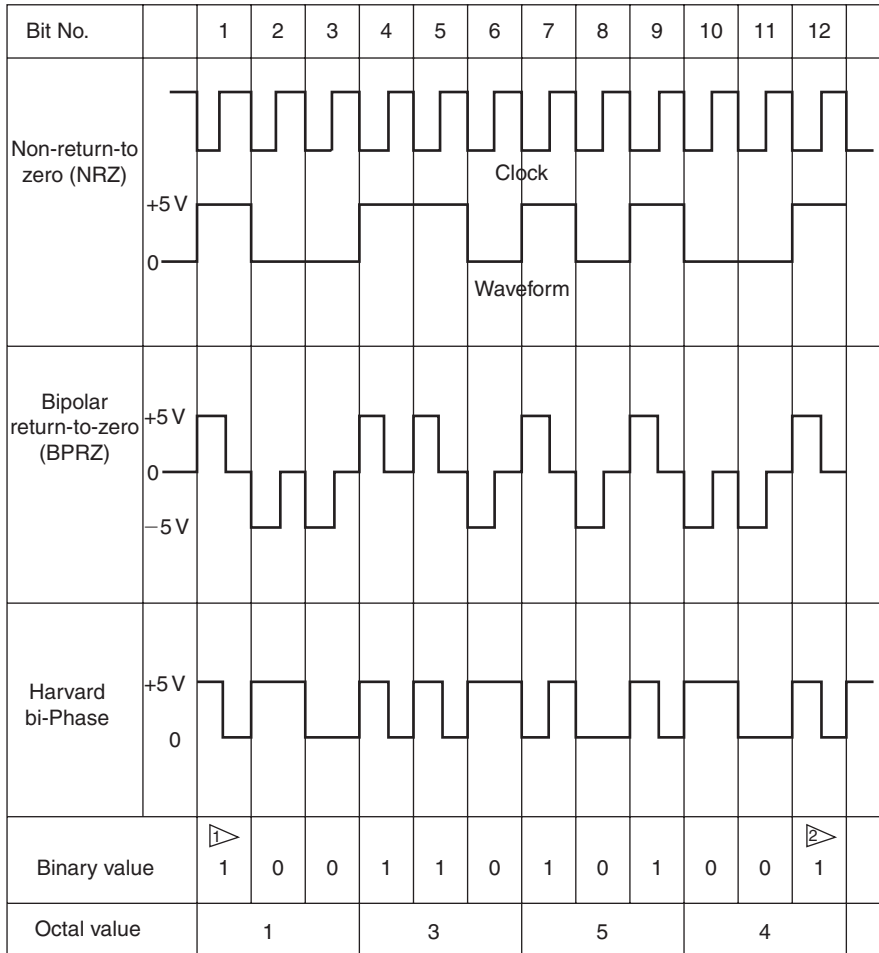 Bit No. 1 2 3 4 5 6 7 8 9 10 11 12
Non-return-to
zero (NRZ)
Clock
+5 V
0
Waveform
Bipolar
return-to-zero
(BPRZ)
+5 V
0
−5 V
Harvard
bi-Phase
+5 V
0
1 2
Binary value 1 0 0 1 1 0 1 0 1 0 0 1
Octal value 1 3 5 4